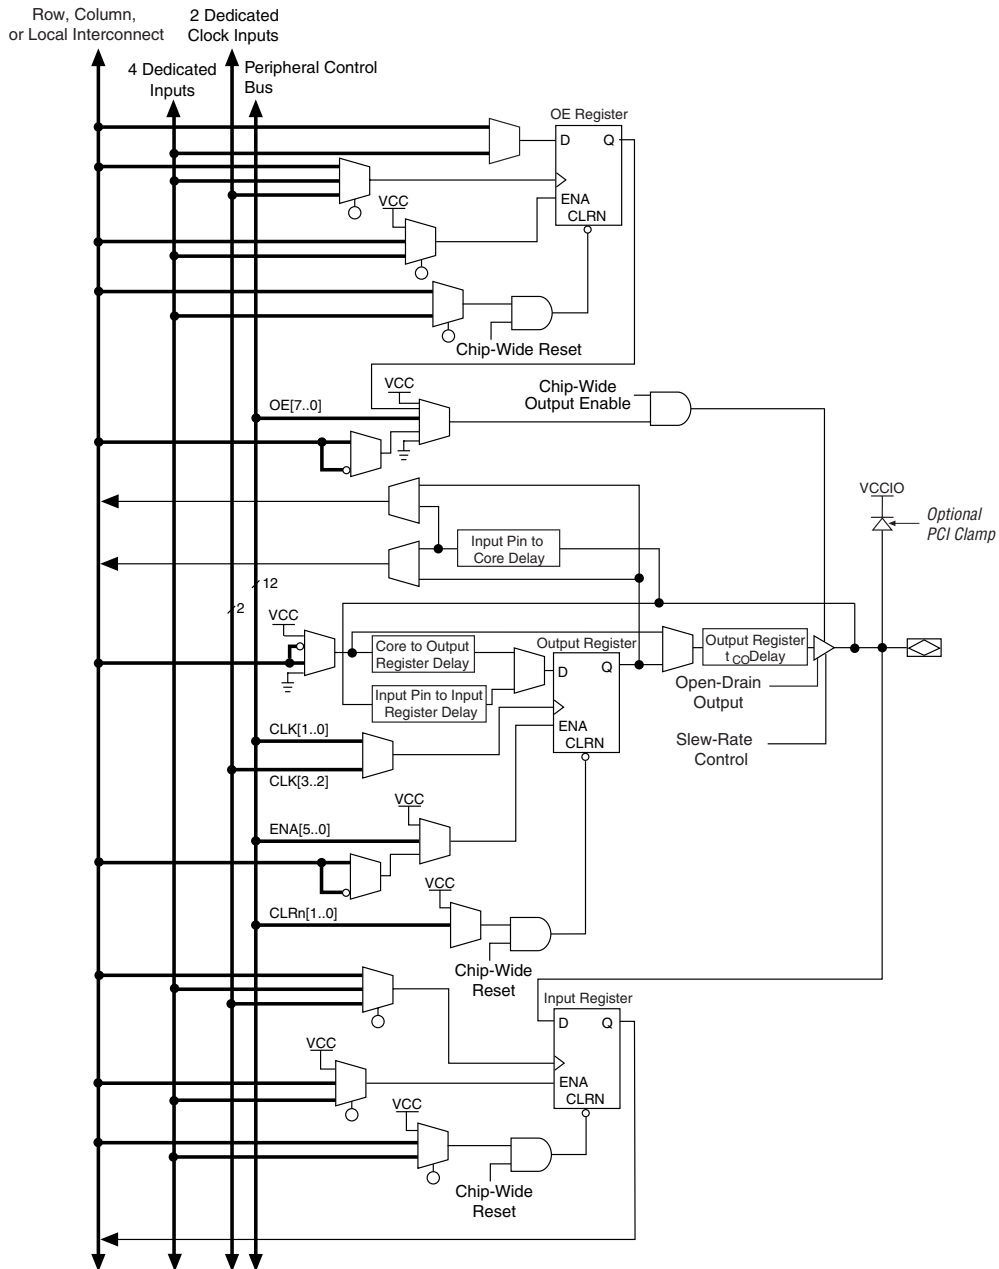 Row, Column,
or Local Interconnect
2 Dedicated
Clock Inputs
4 Dedicated
Inputs
Peripheral Control
Bus
OE Register
D
Q
ENA
CLRN
VCC
Chip-Wide Reset
VCC
OE[7..0]
Chip-Wide
Output Enable
VCCIO
Optional
PCI Clamp
Input Pin to
Core Delay
12
2
VCC
Core to Output
Register Delay
Input Pin to Input
Register Delay
Output Register
D
Q
ENA
CLRN
Output Register
t CO Delay
Open-Drain
Output
Slew-Rate
Control
CLK[1..0]
CLK[3..2]
VCC
ENA[5..0]
VCC
CLRn[1..0]
Chip-Wide
Reset
Input Register
D
Q
ENA
CLRN
VCC
VCC
Chip-Wide
Reset